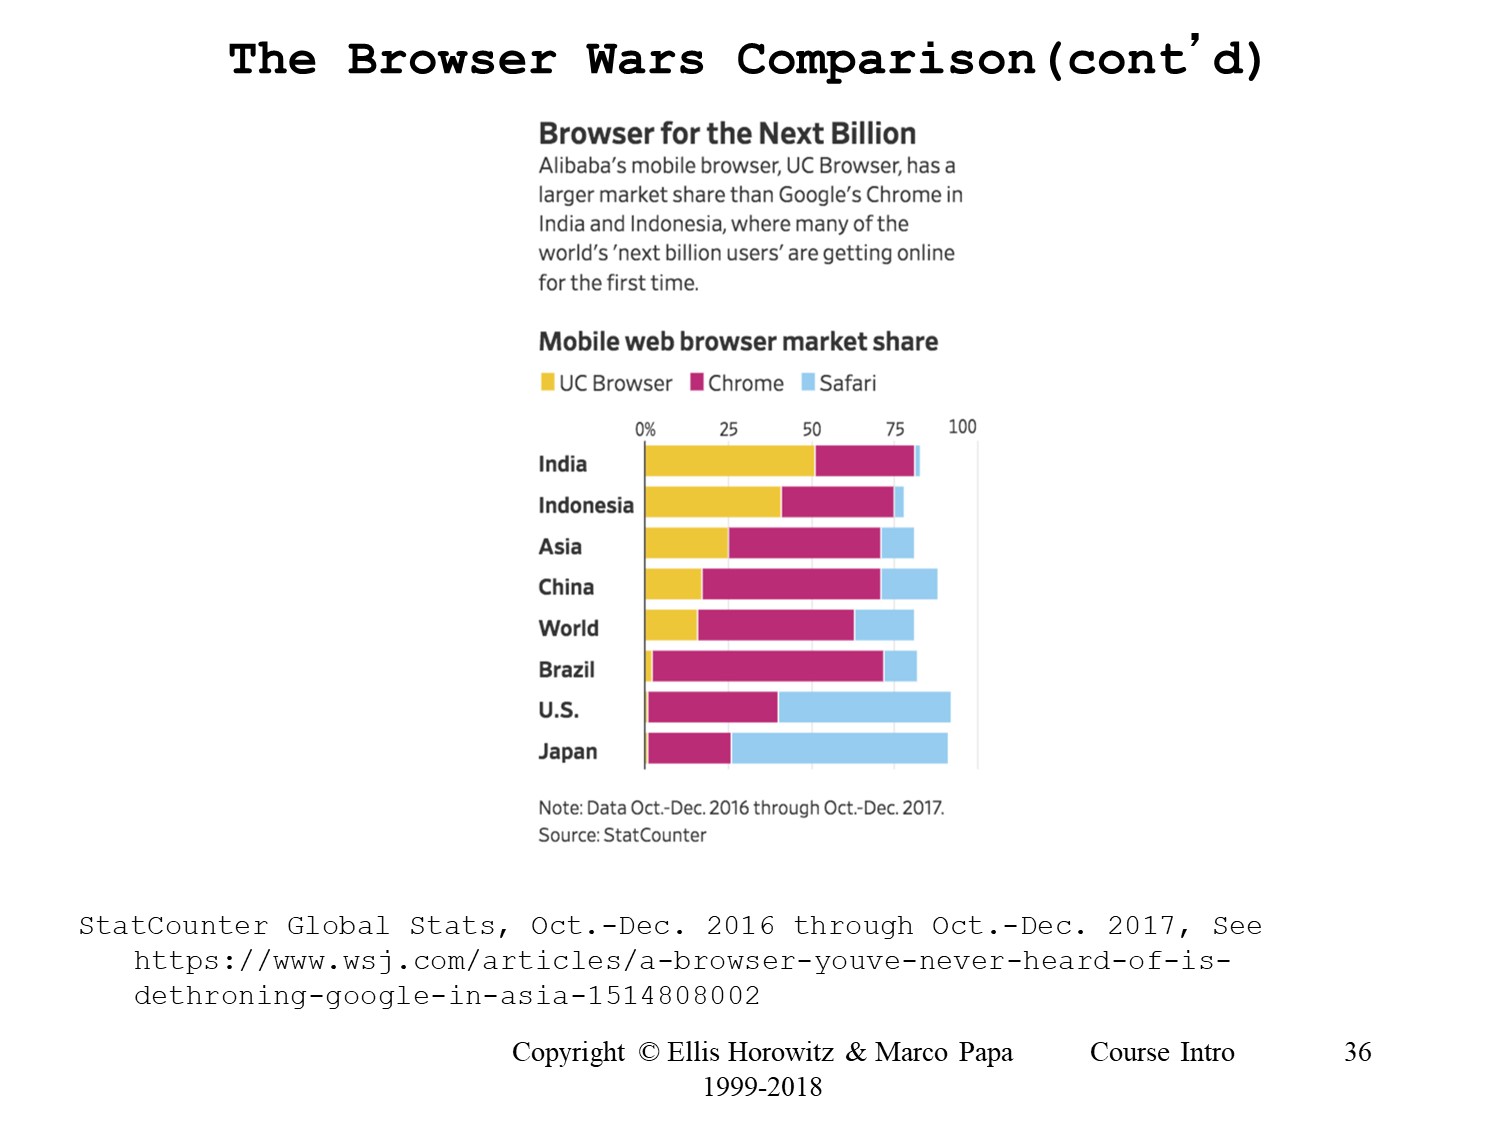 The Browser Wars Comparison(cont’d)
Browser for the Next Billion
Alibaba’s mobile browser, UC Browser, has a
larger market share than Google’s Chrome in
India and Indonesia, where many of the
world’s ’next billion users’ are getting online
for the first time.
Mobile web browser market share
UC Browser Chrome Safari
0% 25 50 75 100
India
Indonesia
Asia
China
World
Brazil
U.S.
Japan
Note: Data Oct.-Dec. 2016 through Oct.-Dec. 2017.
Source: StatCounter
StatCounter Global Stats, Oct.-Dec. 2016 through Oct.-Dec. 2017, See
https://www.wsj.com/articles/a-browser-youve-never-heard-of-is-
dethroning-google-in-asia-1514808002
Copyright © Ellis Horowitz & Marco Papa Course Intro 36
1999-2018